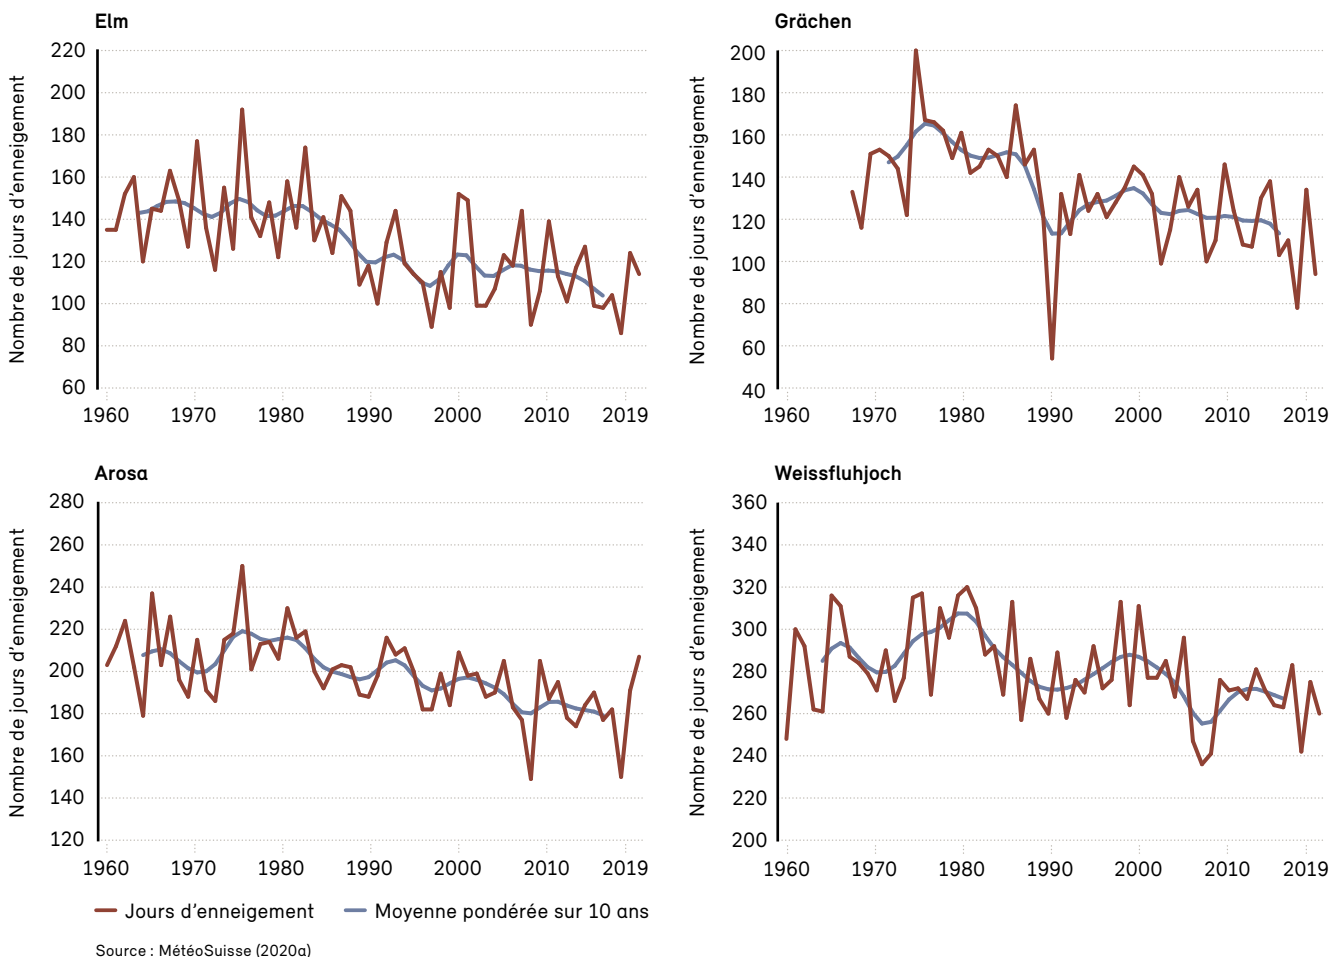 Elm
Nombre de jours d'enneigement
220
200
180
160
140
120
100
80
60
1960 1970 1980 1990 2000 2010 2019
Grächen
Nombre de jours d'enneigement
200
180
160
140
120
100
80
60
40
1960 1970 1980 1990 2000 2010 2019
Arosa
Nombre de jours d'enneigement
280
260
240
220
200
180
160
140
120
1960 1970 1980 1990 2000 2010 2019
Weissfluhjoch
Nombre de jours d'enneigement
360
340
320
300
280
260
240
220
200
1960 1970 1980 1990 2000 2010 2019
Jours d'enneigement Moyenne pondérée sur 10 ans
Source : MétéoSuisse (2020a)